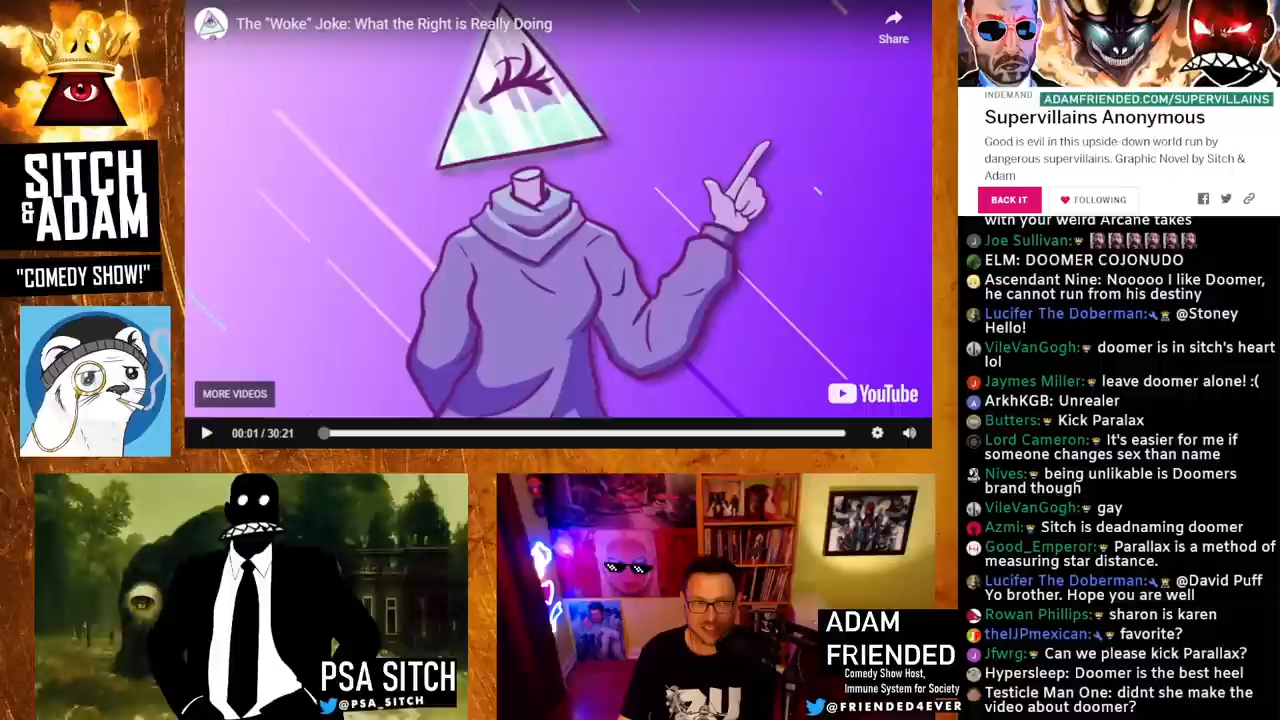 The "Woke" Joke: What the Right is Really Doing
Share
SITCH
& ADAM
"COMEDY SHOW!"
MORE VIDEOS
YouTube
00:01 / 30:21
PSA SITCH
@PSA_SITCH
ADAM
FRIENDED
Comedy Show Host,
Immune System for Society
@FRIENDED4EVER
INDEMAND
ADAMFRIENDED.COM/SUPERVILLAINS
Supervillains Anonymous
Good is evil in this upside-down world run by
dangerous supervillains. Graphic Novel by Sitch &
Adam
BACK IT
FOLLOWING
with your weird Arcane takes
Joe Sullivan:
ELM: DOOMER COJONUDO
Ascendant Nine: Nooooo I like Doomer,
he cannot run from his destiny
Lucifer The Doberman: @Stoney
Hello!
VileVanGogh: doomer is in sitch's heart
lol
Jaymes Miller: leave doomer alone! :(
ArkhKGB: Unrealer
Butters: Kick Paralax
Lord Cameron: It's easier for me if
someone changes sex than name
Nives: being unlikable is Doomers
brand though
VileVanGogh: gay
Azmi: Sitch is deadnaming doomer
Good_Emperor: Parallax is a method of
measuring star distance.
Lucifer The Doberman: @David Puff
Yo brother. Hope you are well
Rowan Phillips: sharon is karen
theIJPmexican: favorite?
Jfwrg: Can we please kick Parallax?
Hypersleep: Doomer is the best heel
Testicle Man One: didnt she make the
video about doomer?